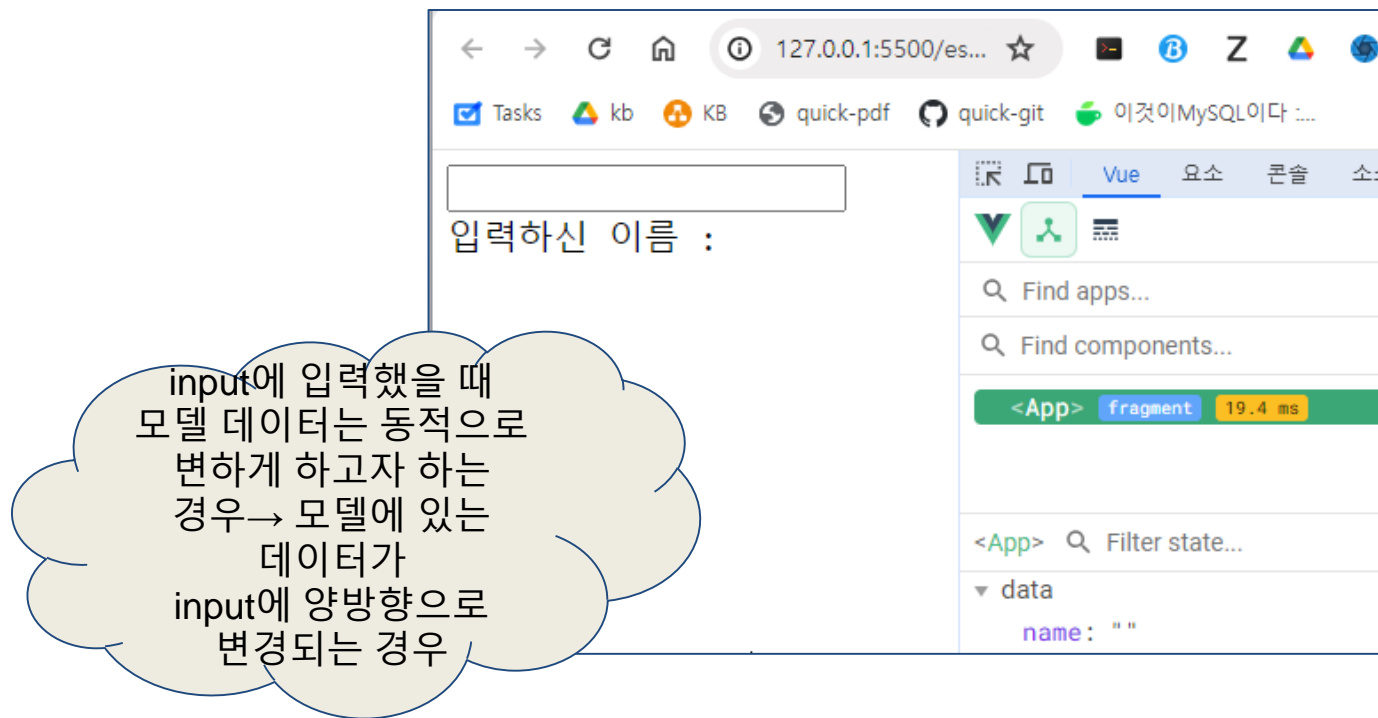 127.0.0.1:5500/es...
Z
Tasks kb KB quick-pdf quick-git 이것이MySQL이다 :...
Vue 요소 콘솔
입력하신 이름 :
Find apps...
Find components...
<App> fragment 19.4 ms
<App> Filter state...
data
name: ""
input에 입력했을 때
모델 데이터는 동적으로
변하게 하고자 하는
경우→ 모델에 있는
데이터가
input에 양방향으로
변경되는 경우